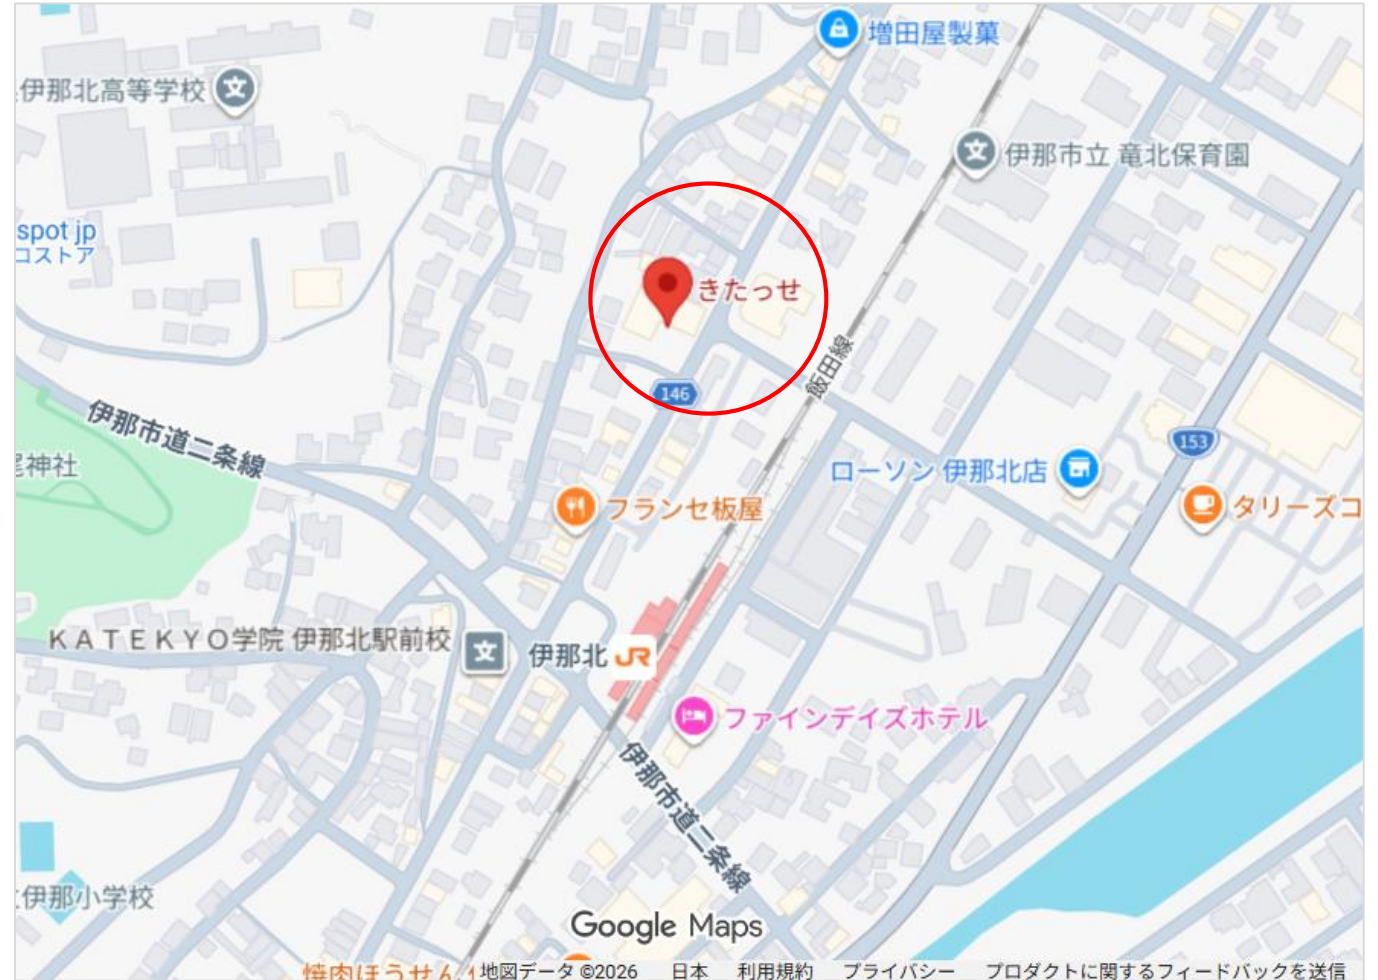 増田屋製菓
伊那北高等学校
伊那市立 竜北保育園
spot jp
コストア
きたっせ
飯田線
146
伊那市道二条線
153
神社
ローソン 伊那北店
フランセ板屋
タリーズコ
KATEKYO学院 伊那北駅前校
伊那北 JR
ファインデイズホテル
伊那市道二条線
伊那小学校
Google Maps
焼肉ほうせん
地図データ ©2026 日本 利用規約 プライバシー プロダクトに関するフィードバックを送信